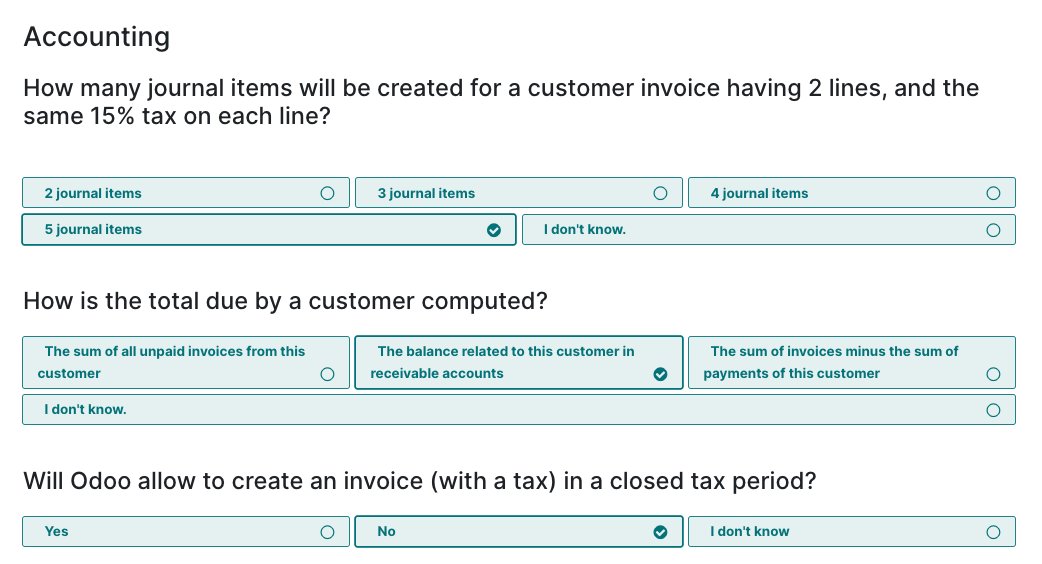 Accounting
How many journal items will be created for a customer invoice having 2 lines, and the
same 15% tax on each line?
2 journal items
3 journal items
4 journal items
5 journal items
I don't know.
How is the total due by a customer computed?
The sum of all unpaid invoices from this
customer
The balance related to this customer in
receivable accounts
The sum of invoices minus the sum of
payments of this customer
I don't know.
Will Odoo allow to create an invoice (with a tax) in a closed tax period?
Yes
No
I don't know